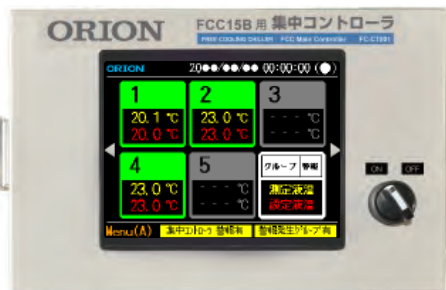 ORION
FCC15B用 集中コントローラ
FREE COOLING CHILLER FCC Main Controller FC-CT001
ORION 20●●/●●/●● 00:00:00 (●)
1 2 3
20.1 ℃ 23.0 ℃ --- ℃
20.0 ℃ 23.0 ℃ --- ℃
4 5 グループ 警報
23.0 ℃ --- ℃ 測定液温
23.0 ℃ --- ℃ 設定液温
ON OFF
Menu(A) 集中コントローラ 警報有 警報発生グループ有